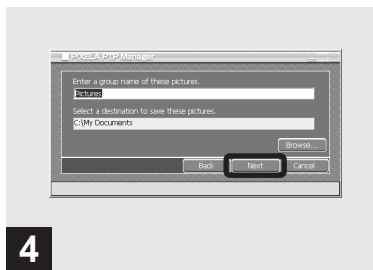 PIXELA PTP Manager
Enter a group name of these pictures.
Pictures
Select a destination to save these pictures.
C:\My Documents
Browse...
Back Next Cancel
4